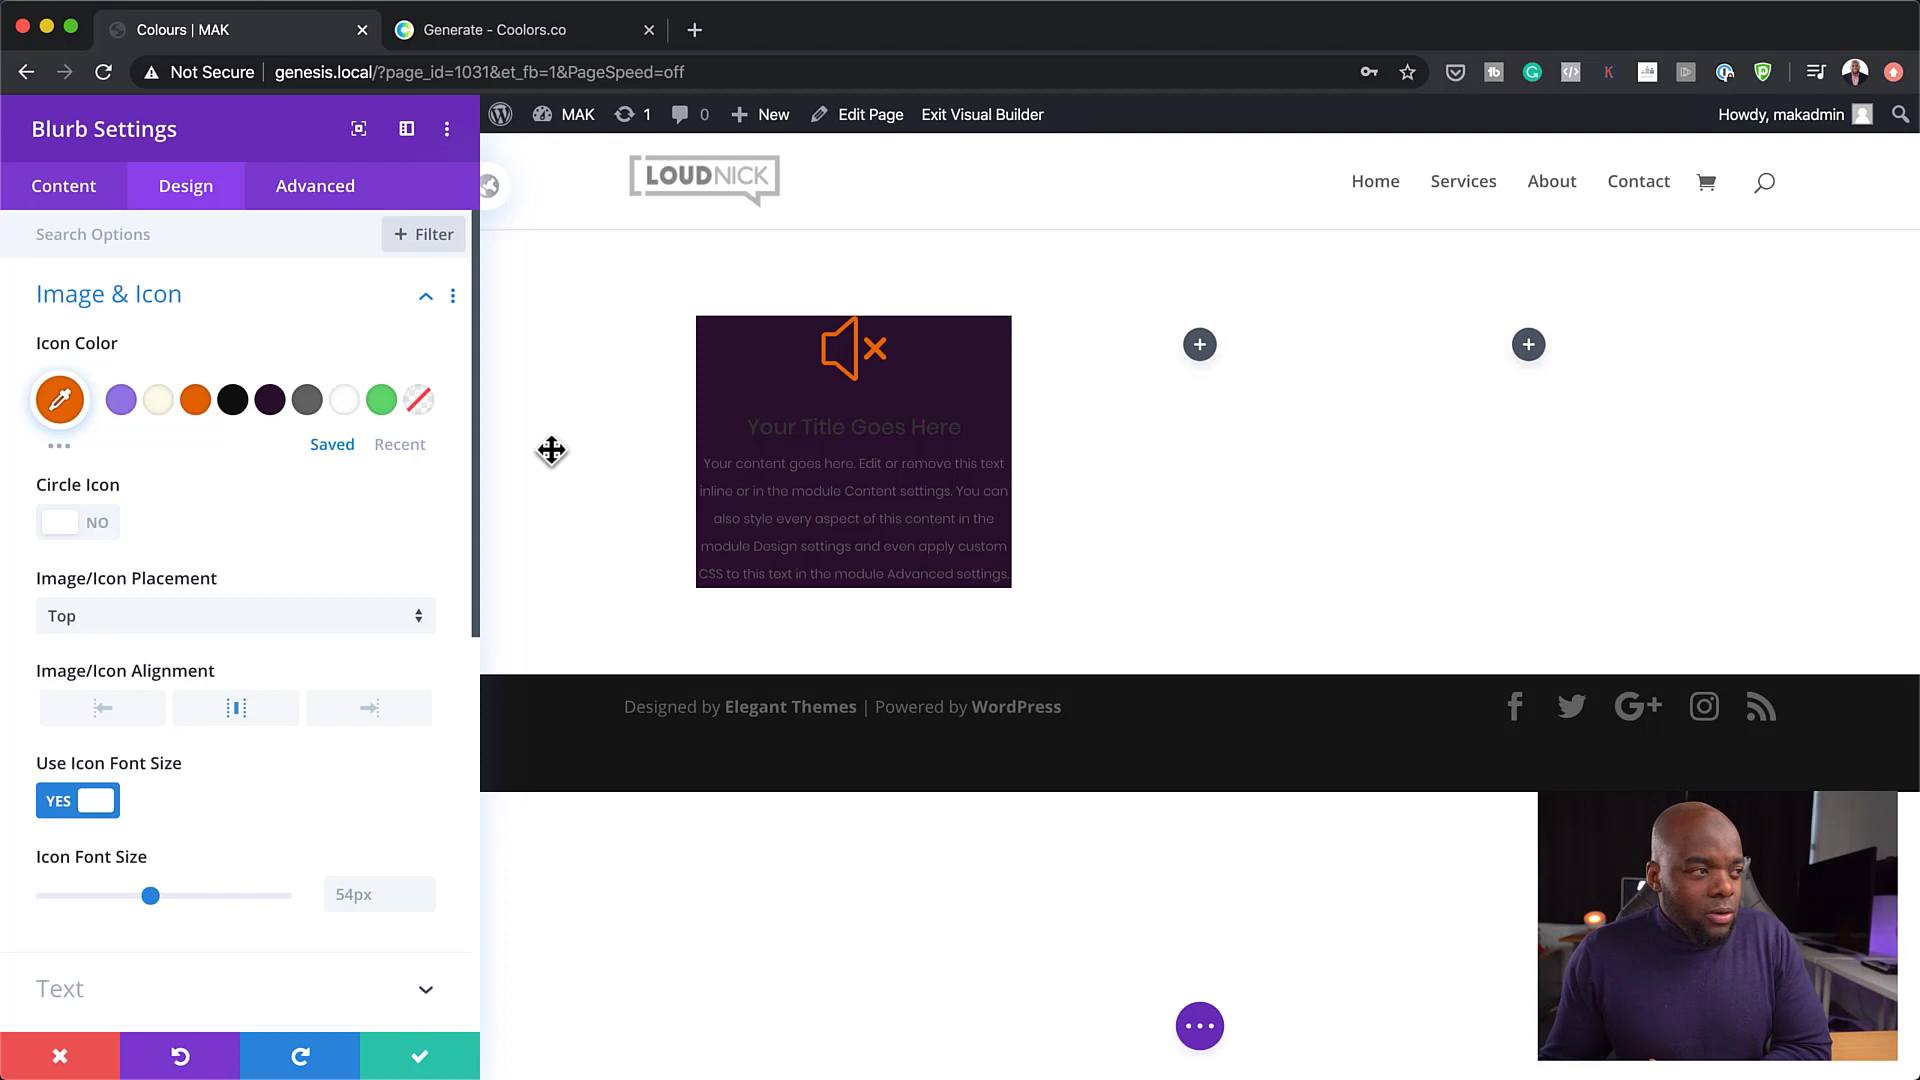 Colours | MAK
Generate - Coolors.co
Not Secure
genesis.local/?page_id=1031&et_fb=1&PageSpeed=off
Blurb Settings
MAK
1
0
New
Edit Page
Exit Visual Builder
Howdy, makadmin
Content
Design
Advanced
LOUDNICK
Home
Services
About
Contact
Search Options
+ Filter
Image & Icon
Icon Color
Saved
Recent
Circle Icon
NO
Image/Icon Placement
Top
Image/Icon Alignment
Use Icon Font Size
YES
Icon Font Size
54px
Text
Your Title Goes Here
Your content goes here. Edit or remove this text
inline or in the module Content settings. You can
also style every aspect of this content in the
module Design settings and even apply custom
CSS to this text in the module Advanced settings.
Designed by Elegant Themes | Powered by WordPress